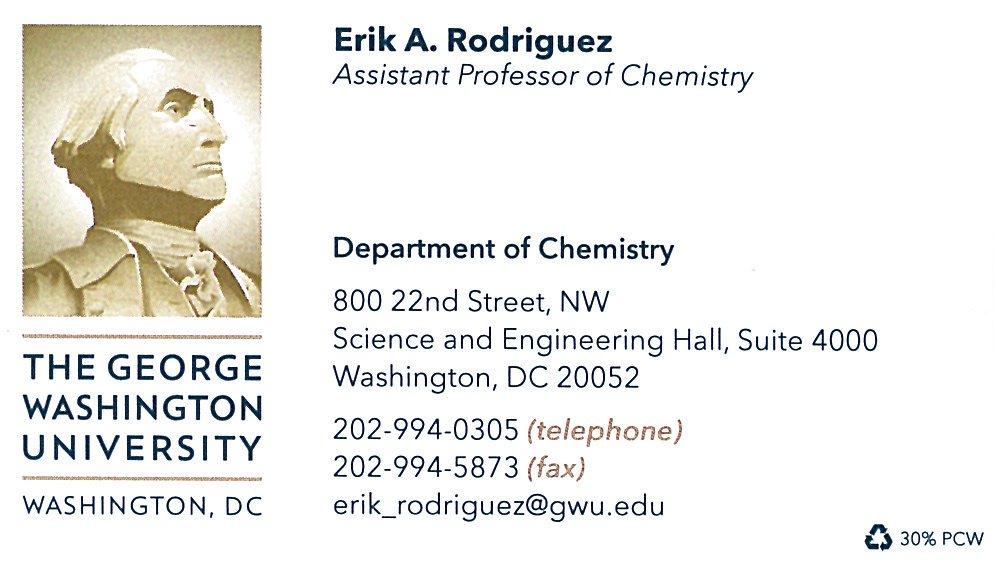 Erik A. Rodriguez
Assistant Professor of Chemistry
Department of Chemistry
800 22nd Street, NW
Science and Engineering Hall, Suite 4000
Washington, DC 20052
202-994-0305 (telephone)
202-994-5873 (fax)
erik_rodriguez@gwu.edu
THE GEORGE
WASHINGTON
UNIVERSITY
WASHINGTON, DC
30% PCW